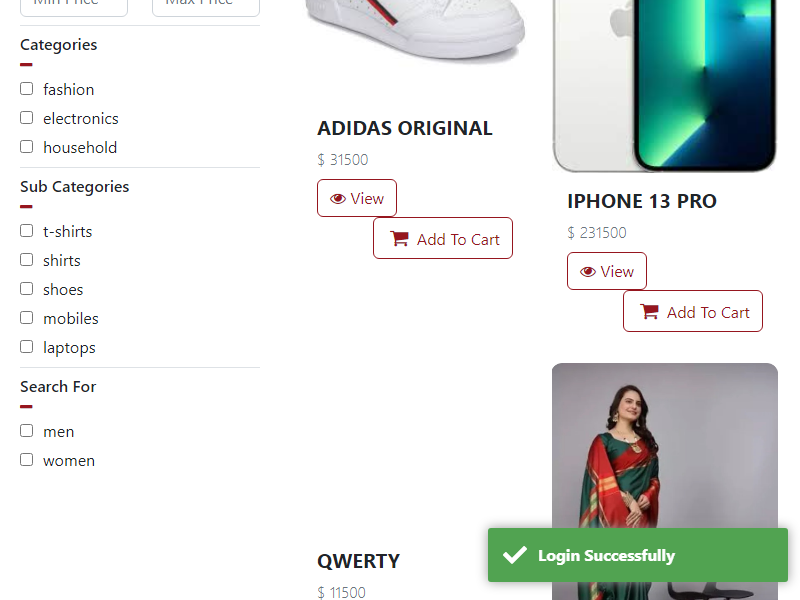 Min Price
Max Price
Categories
fashion
electronics
household
Sub Categories
t-shirts
shirts
shoes
mobiles
laptops
Search For
men
women
ADIDAS ORIGINAL
$ 31500
View
Add To Cart
QWERTY
$ 11500
IPHONE 13 PRO
$ 231500
View
Add To Cart
Login Successfully